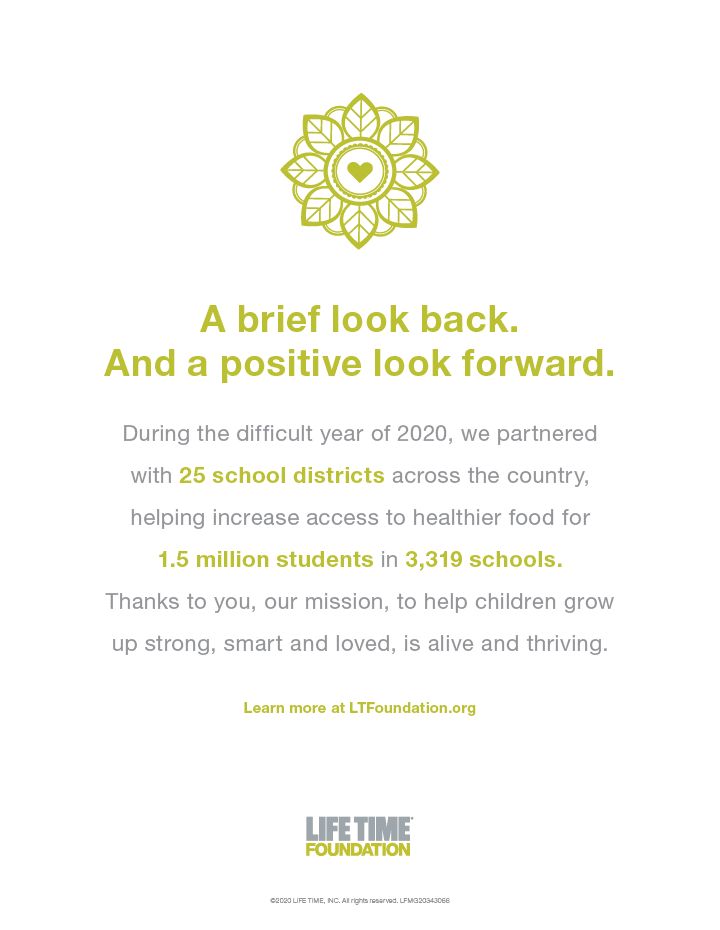 A brief look back.
And a positive look forward.
During the difficult year of 2020, we partnered
with 25 school districts across the country,
helping increase access to healthier food for
1.5 million students in 3,319 schools.
Thanks to you, our mission, to help children grow
up strong, smart and loved, is alive and thriving.
Learn more at LTFoundation.org
LIFE TIME
FOUNDATION
©2020 LIFE TIME, INC. All rights reserved. LFMG20343066